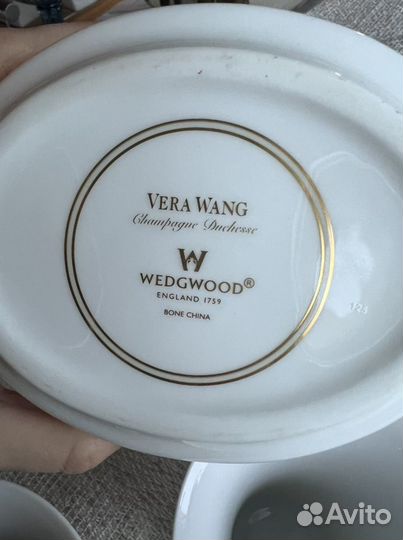 VERA WANG
Champagne Duchesse
W
WEDGWOOD®
ENGLAND 1759
BONE CHINA
Avito